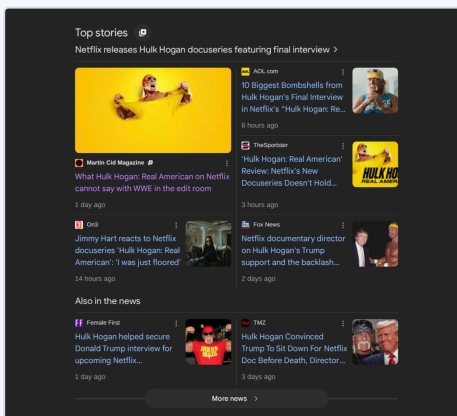 Top stories
Netflix releases Hulk Hogan docuseries featuring final interview >
Martin Cid Magazine
What Hulk Hogan: Real American on Netflix
cannot say with WWE in the edit room
1 day ago
AOL.com
10 Biggest Bombshells from
Hulk Hogan's Final Interview
in Netflix's "Hulk Hogan: Re...
6 hours ago
TheSportster
'Hulk Hogan: Real American'
Review: Netflix's New
Docuseries Doesn't Hold...
3 hours ago
HULK HO
REAL AMERI
On3
Jimmy Hart reacts to Netflix
docuseries 'Hulk Hogan: Real
American': 'I was just floored'
14 hours ago
Fox News
Netflix documentary director
on Hulk Hogan's Trump
support and the backlash...
2 days ago
Also in the news
FF Female First
Hulk Hogan helped secure
Donald Trump interview for
upcoming Netflix...
1 day ago
TMZ
Hulk Hogan Convinced
Trump To Sit Down For Netflix
Doc Before Death, Director...
3 days ago
More news >